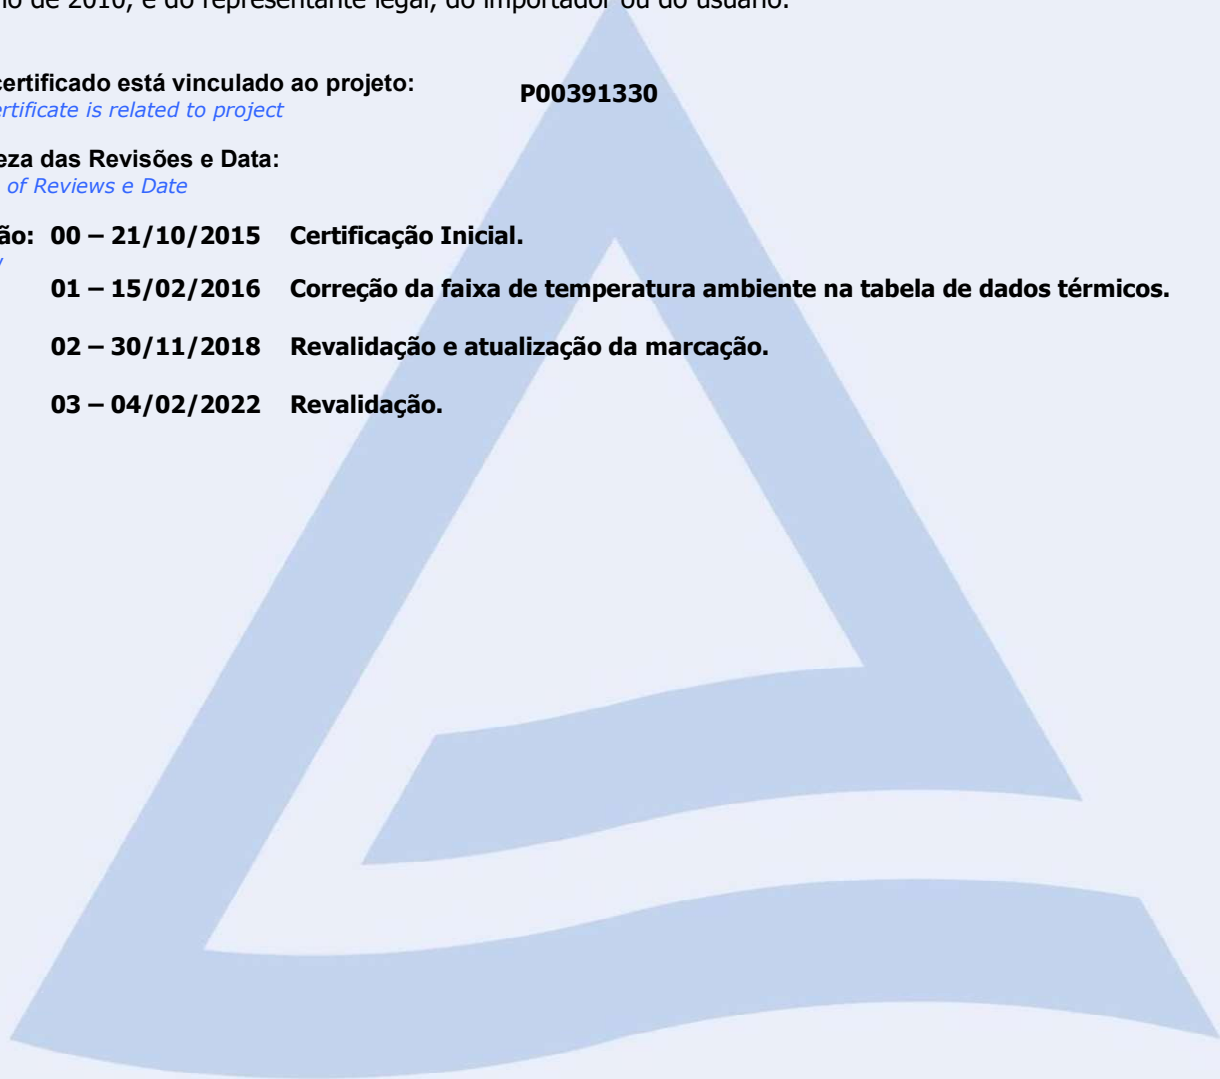 de 2010, e do representante legal, do importador ou do usuário.
certificado está vinculado ao projeto: P00391330
ertificate is related to project
eza das Revisões e Data:
of Reviews e Date
ão: 00 – 21/10/2015 Certificação Inicial.
01 – 15/02/2016 Correção da faixa de temperatura ambiente na tabela de dados térmicos.
02 – 30/11/2018 Revalidação e atualização da marcação.
03 – 04/02/2022 Revalidação.